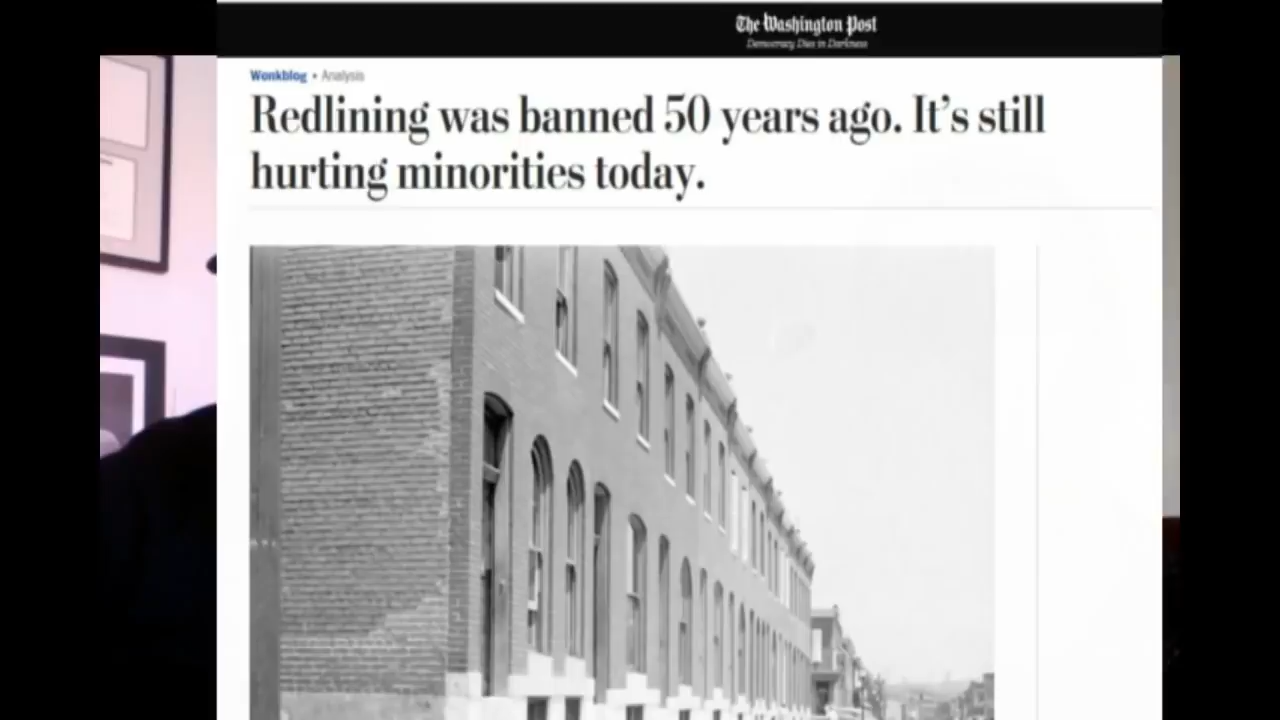 The Washington Post
Democracy Dies in Darkness
Wonkblog • Analysis
Redlining was banned 50 years ago. It’s still
hurting minorities today.